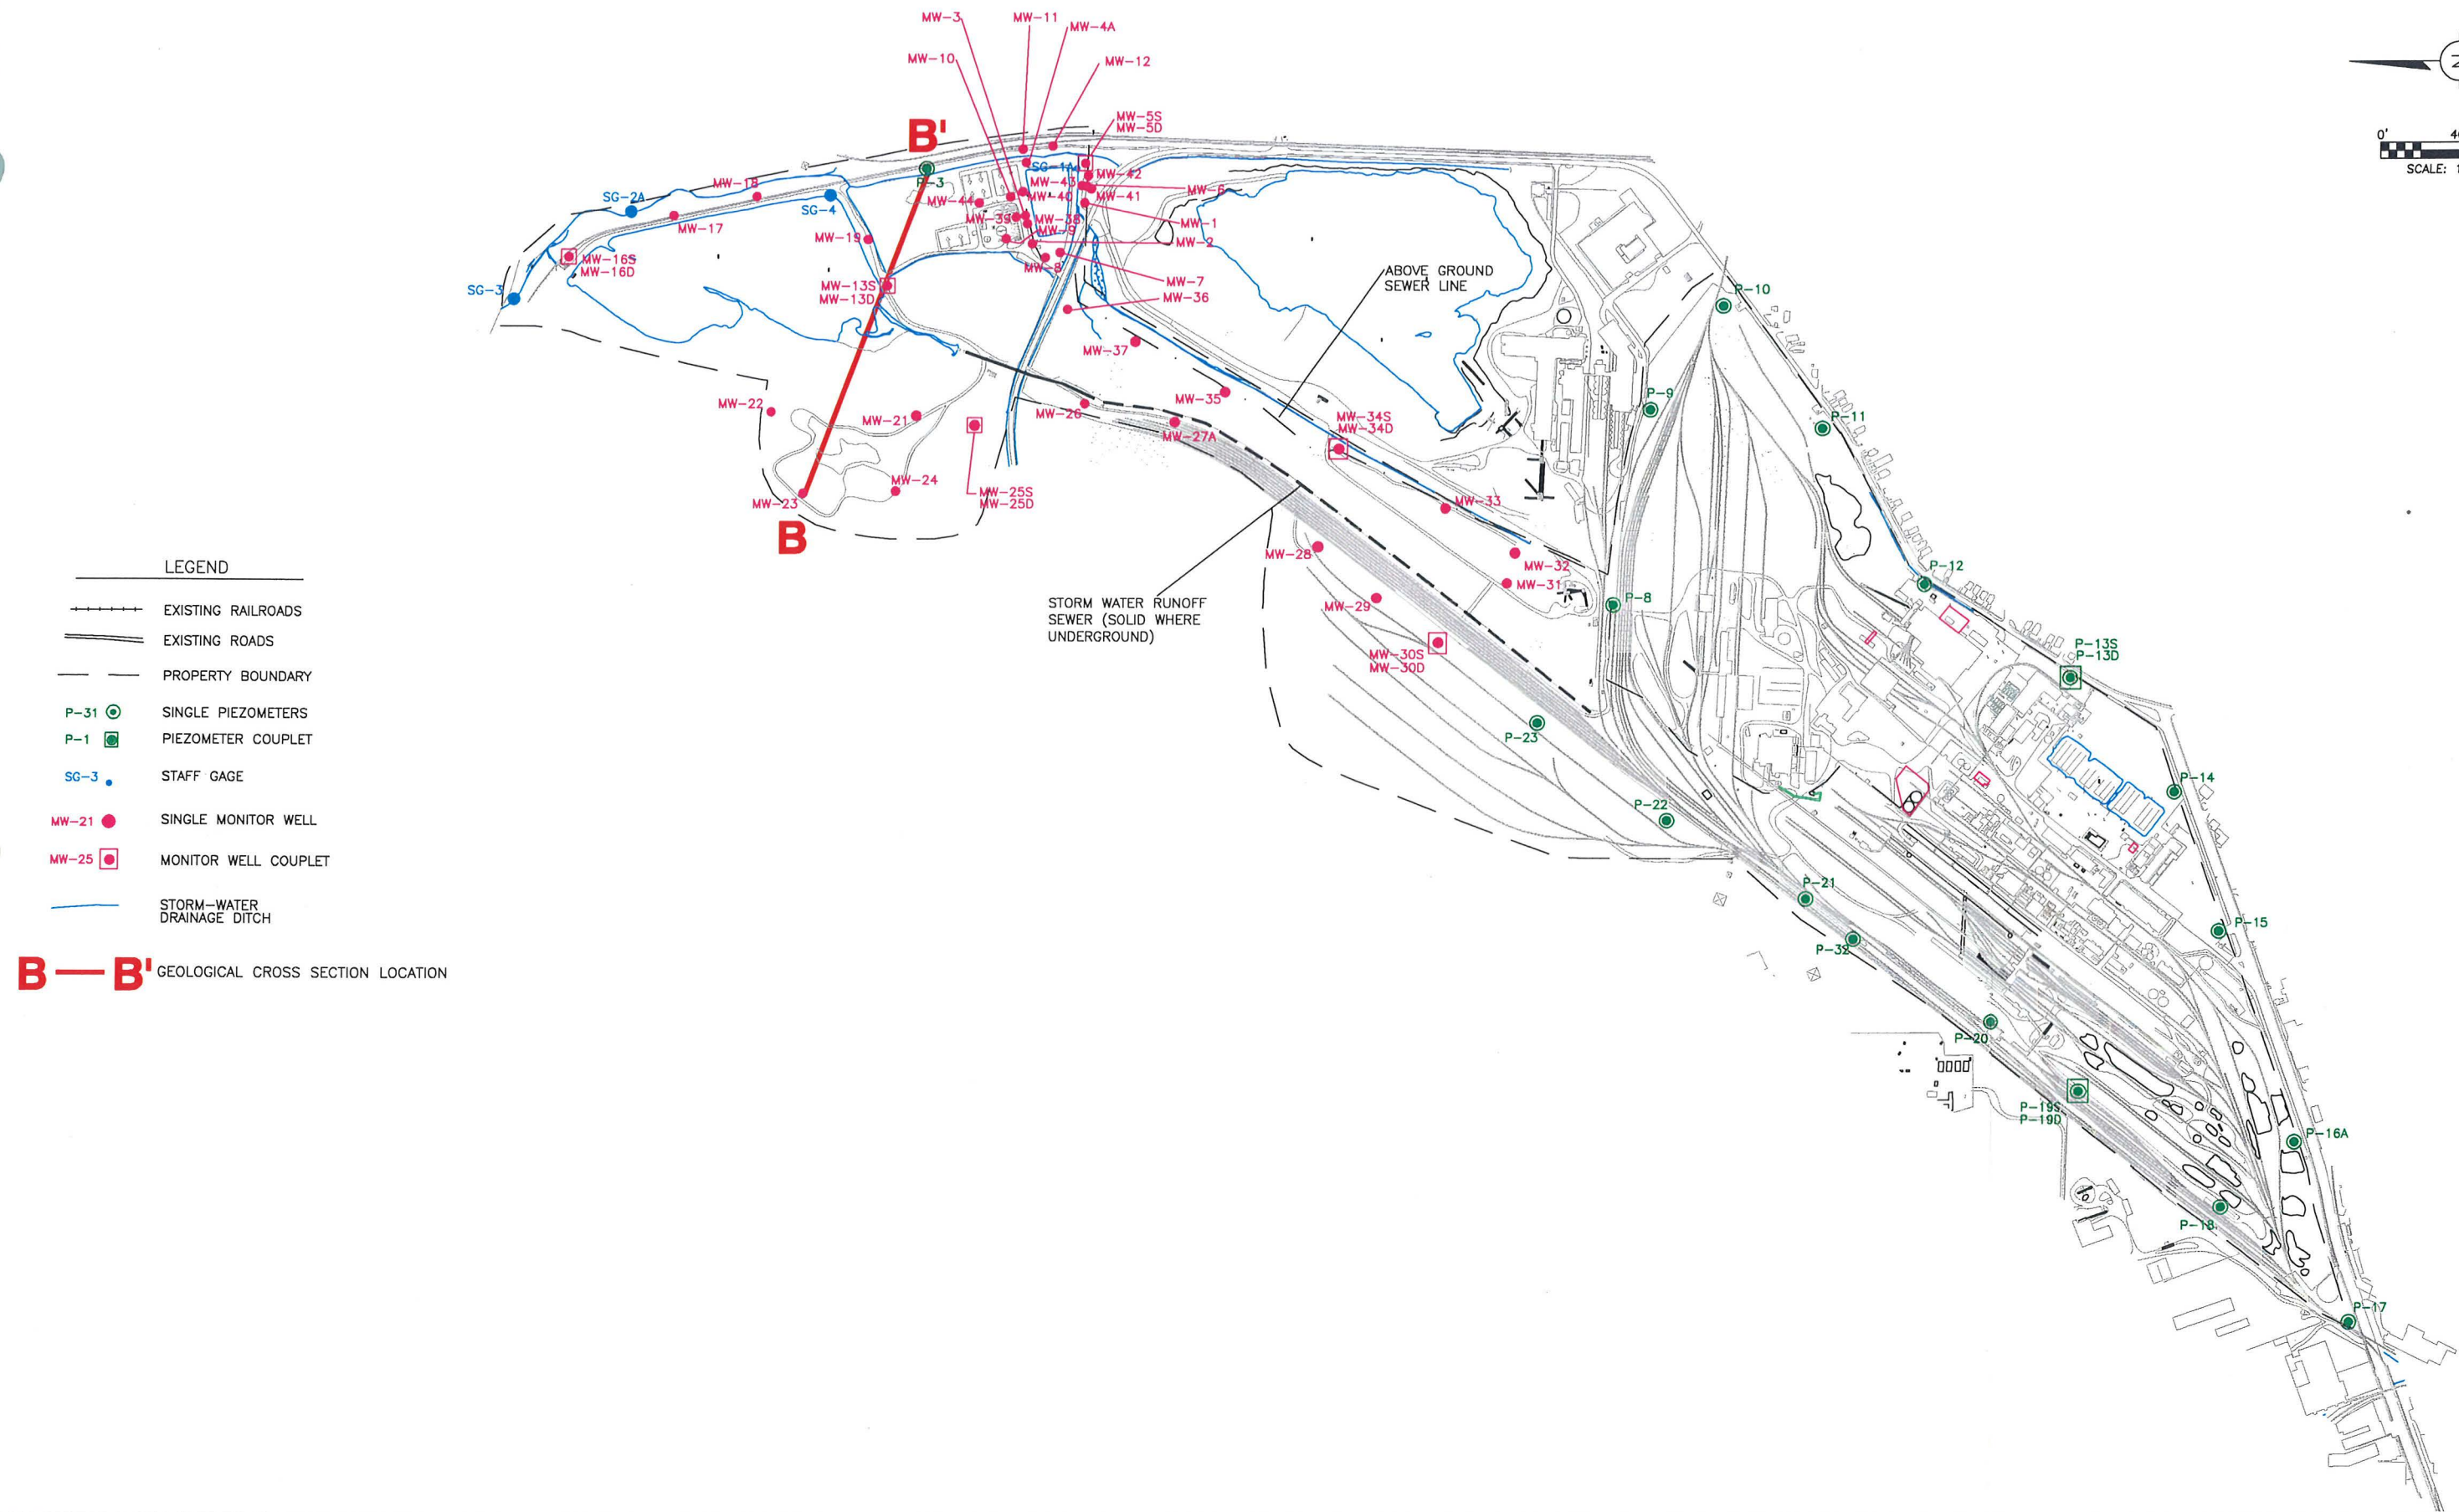 MW-3
MW-11
MW-4A
MW-10
MW-12
0'
SCALE:
MW-5S
MW-5D
B'
P-3
SG-1A
MW-42
MW-43
MW-6
MW-40
MW-41
MW-44
MW-18
SG-2A
SG-4
MW-17
MW-39
MW-38
MW-1
MW-9
MW-2
MW-19
MW-8
MW-16S
MW-16D
SG-3
MW-13S
MW-13D
MW-7
MW-36
ABOVE GROUND
SEWER LINE
P-10
MW-37
MW-22
MW-21
MW-26
MW-35
MW-27A
MW-34S
MW-34D
P-9
P-11
MW-24
MW-23
MW-25S
MW-25D
MW-33
B
MW-28
MW-32
MW-31
P-12
STORM WATER RUNOFF
SEWER (SOLID WHERE
UNDERGROUND)
MW-29
P-8
MW-30S
MW-30D
P-13S
P-13D
P-23
P-14
P-22
P-21
P-32
P-15
P-20
P-19S
P-19D
P-16A
P-18
P-17
LEGEND
EXISTING RAILROADS
EXISTING ROADS
PROPERTY BOUNDARY
P-31 SINGLE PIEZOMETERS
P-1 PIEZOMETER COUPLET
SG-3 STAFF GAGE
MW-21 SINGLE MONITOR WELL
MW-25 MONITOR WELL COUPLET
STORM-WATER
DRAINAGE DITCH
B B' GEOLOGICAL CROSS SECTION LOCATION